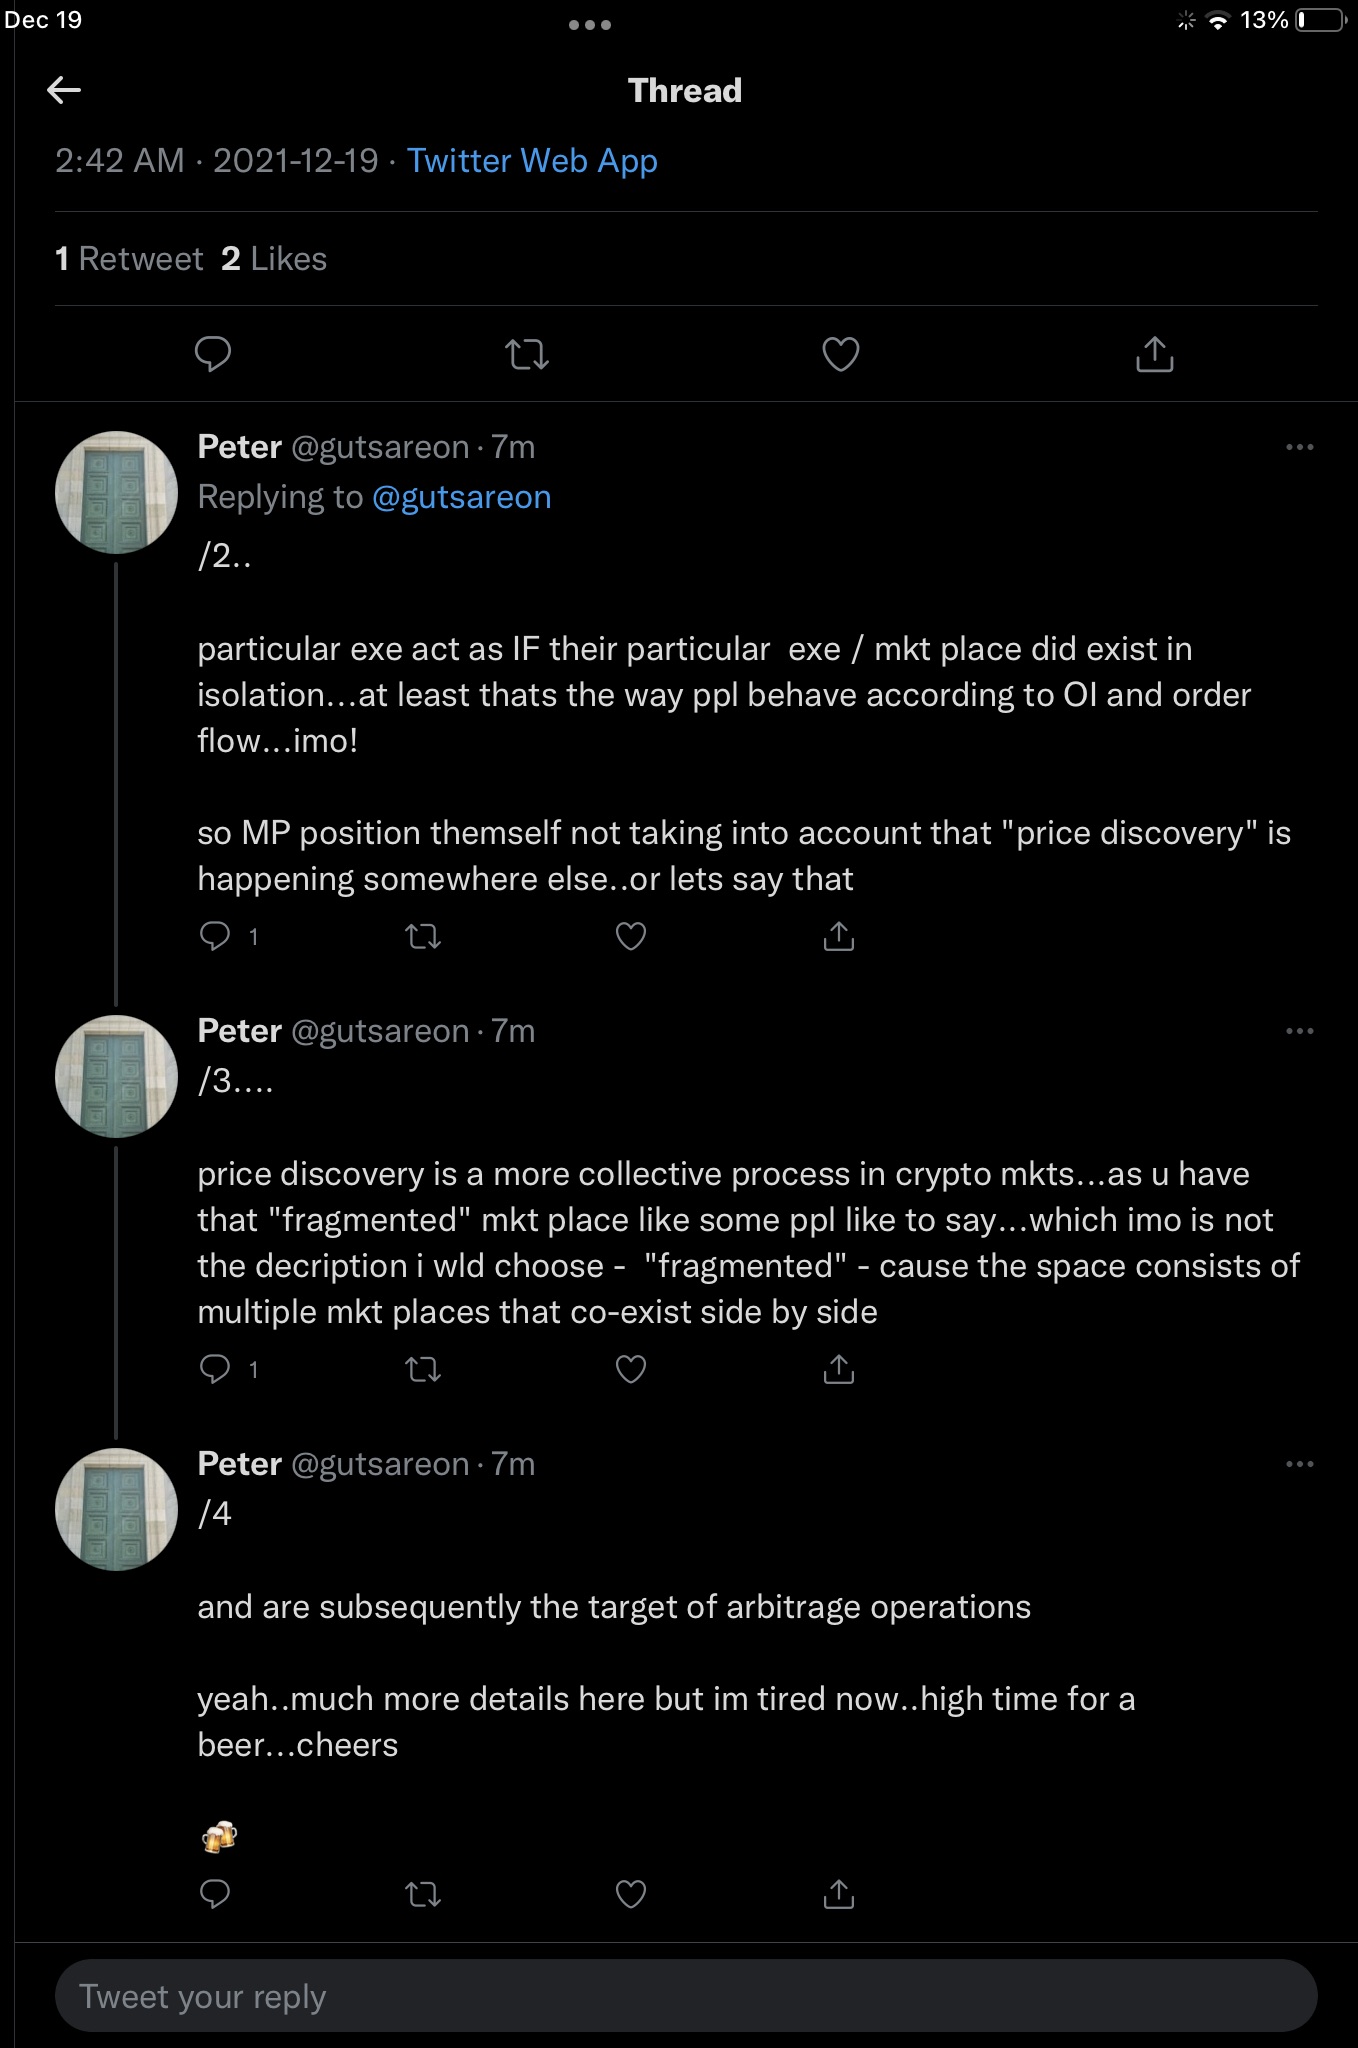 Dec 19
13%
Thread
2:42 AM · 2021-12-19 · Twitter Web App
1 Retweet 2 Likes
Peter @gutsareon · 7m
Replying to @gutsareon
/2..
particular exe act as IF their particular  exe / mkt place did exist in
isolation...at least thats the way ppl behave according to OI and order
flow...imo!
so MP position themself not taking into account that "price discovery" is
happening somewhere else..or lets say that
1
Peter @gutsareon · 7m
/3....
price discovery is a more collective process in crypto mkts...as u have
that "fragmented" mkt place like some ppl like to say...which imo is not
the decription i wld choose -  "fragmented" - cause the space consists of
multiple mkt places that co-exist side by side
1
Peter @gutsareon · 7m
/4
and are subsequently the target of arbitrage operations
yeah..much more details here but im tired now..high time for a
beer...cheers
🍻
Tweet your reply